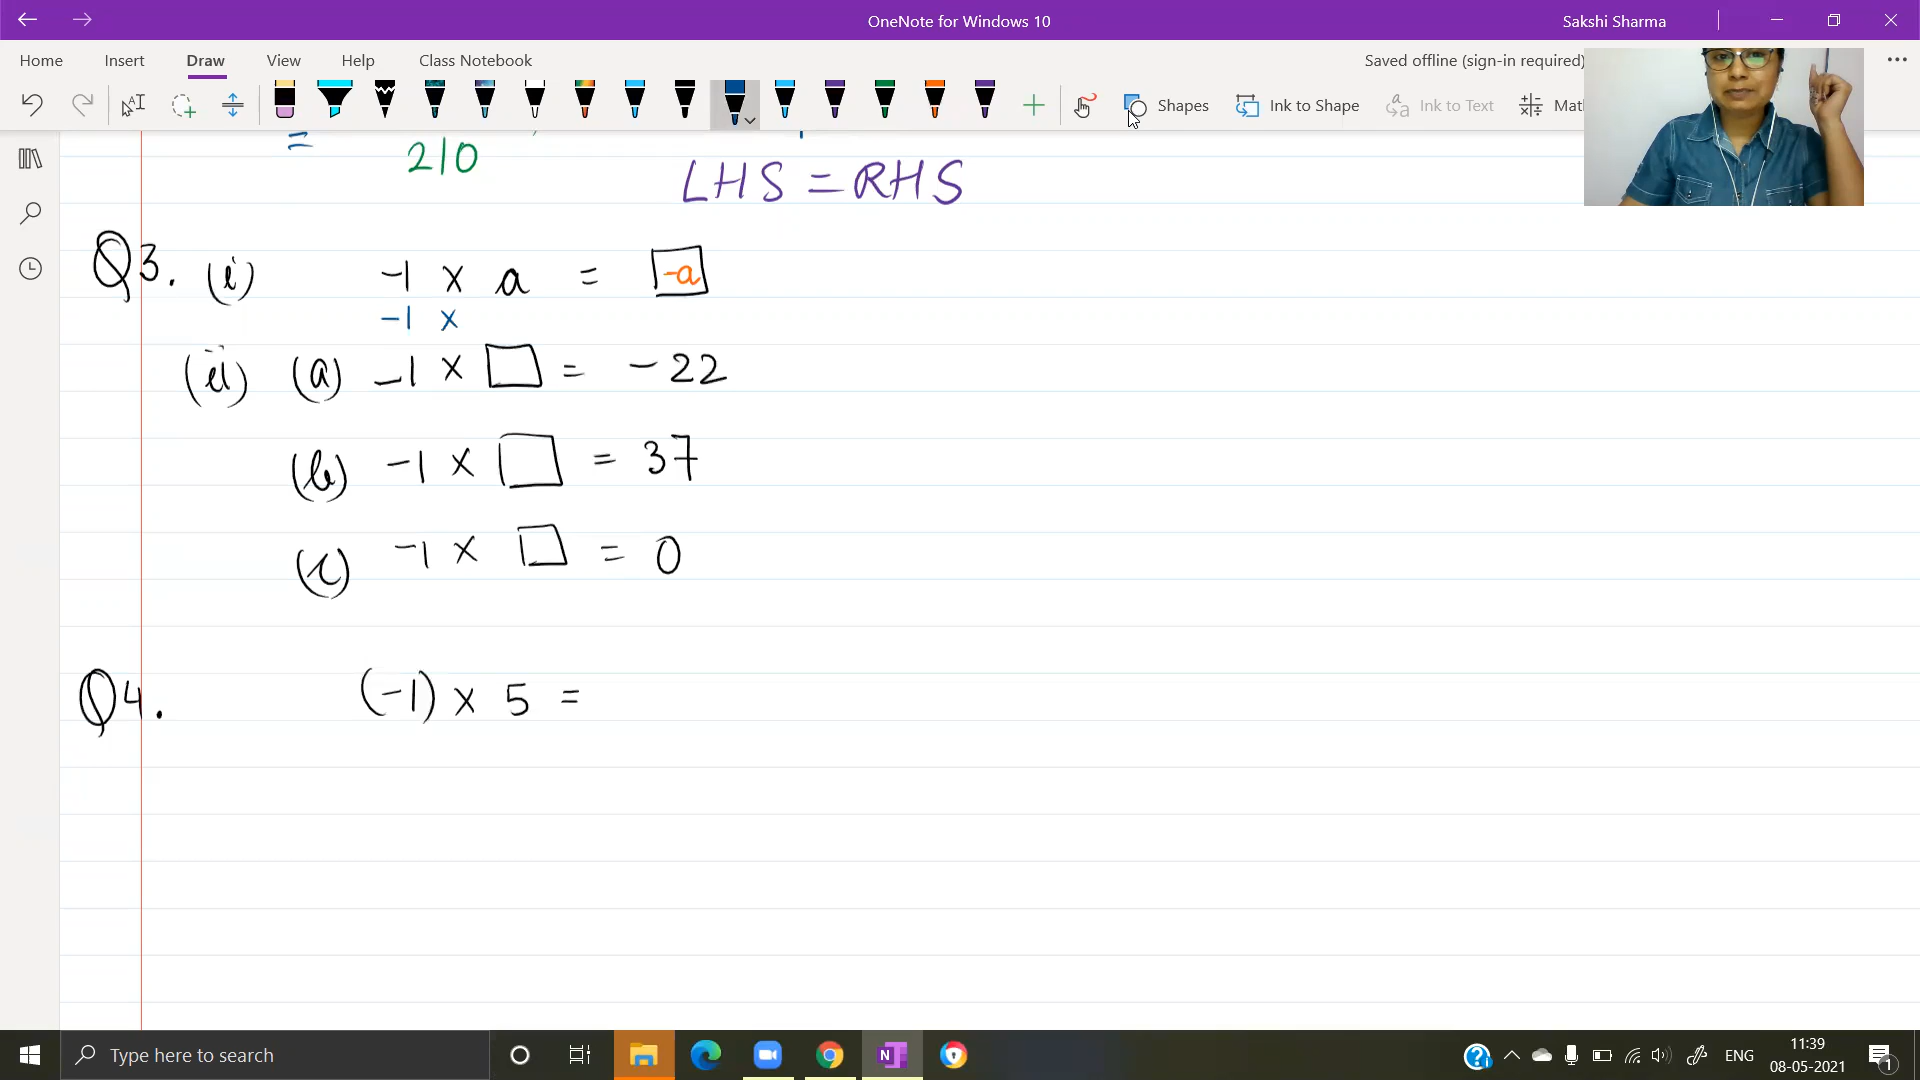 OneNote for Windows 10
Sakshi Sharma
Home Insert Draw View Help Class Notebook
Saved offline (sign-in required)
Shapes Ink to Shape Ink to Text Math
=
210
LHS = RHS
Q3. (i) -1 × a = -a
-1 ×
(ii) (a) -1 × □ = -22
(b) -1 × □ = 37
(c) -1 × □ = 0
Q4. (-1) × 5 =
Type here to search
ENG
11:39
08-05-2021
1